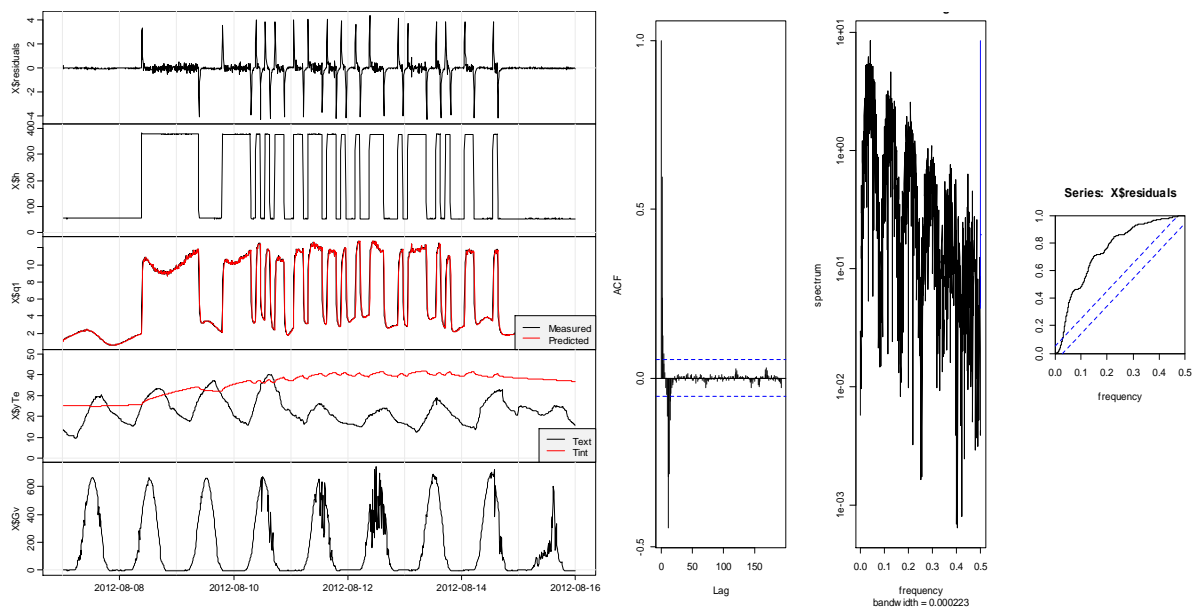 X$residuals
4
2
0
-2
-4
X$h
400
300
200
100
0
X$q1
10
8
6
4
2
Measured
Predicted
X$yTe
50
40
30
20
10
0
Text
Tint
X$Gv
600
400
200
0
2012-08-08
2012-08-10
2012-08-12
2012-08-14
2012-08-16
ACF
1.0
0.5
0.0
-0.5
0
50
100
150
Lag
spectrum
1e+01
1e+00
1e-01
1e-02
1e-03
0.0
0.1
0.2
0.3
0.4
0.5
frequency
bandwidth = 0.000223
Series: X$residuals
1.0
0.8
0.6
0.4
0.2
0.0
0.0
0.1
0.2
0.3
0.4
0.5
frequency